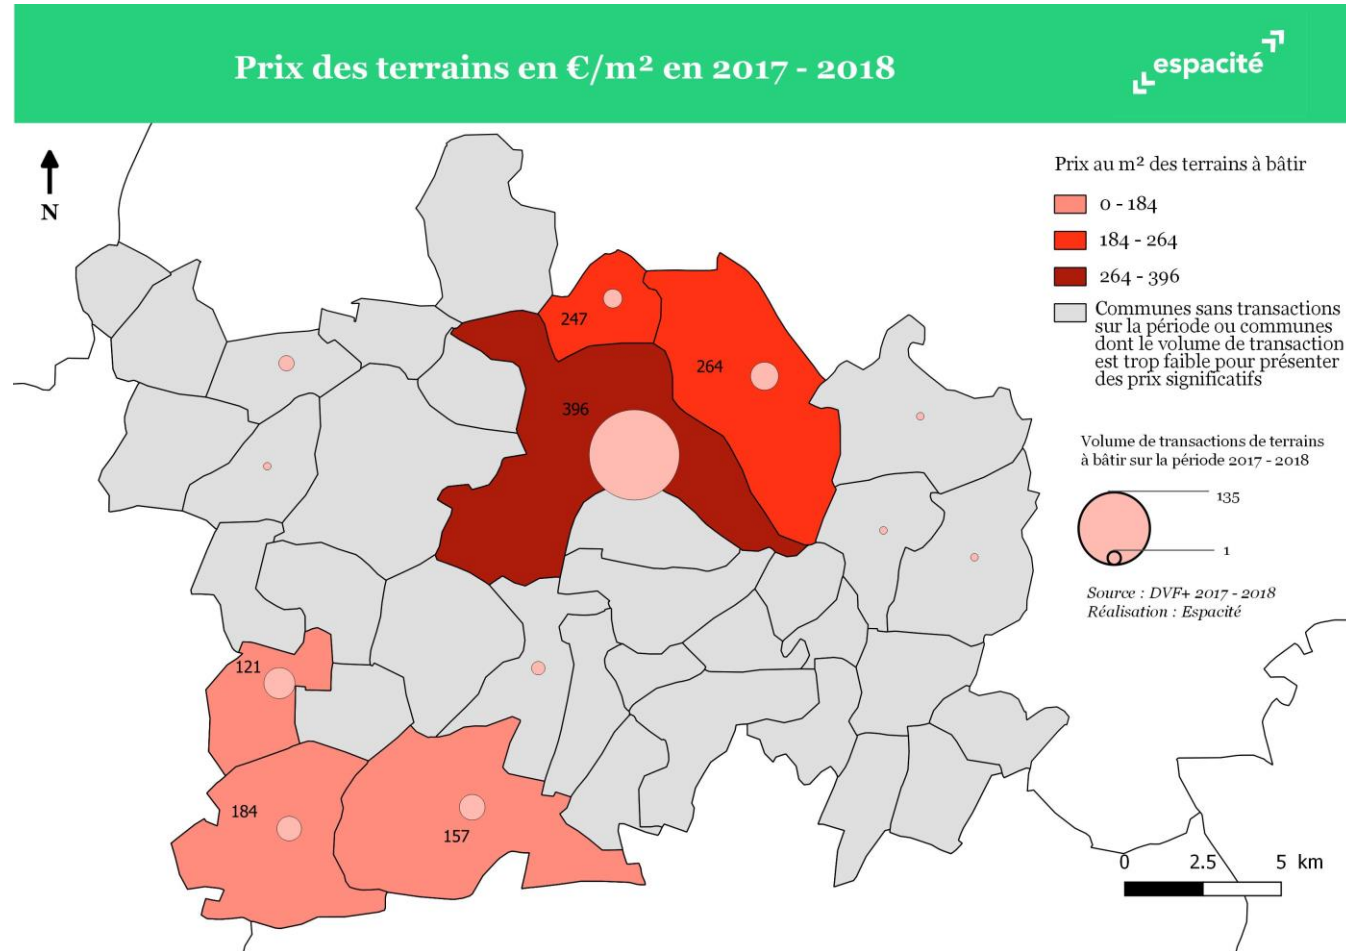 Prix des terrains en €/m² en 2017 - 2018
espacité
N
Prix au m² des terrains à bâtir
0 - 184
184 - 264
264 - 396
Communes sans transactions
sur la période ou communes
dont le volume de transaction
est trop faible pour présenter
des prix significatifs
247
264
396
Volume de transactions de terrains
à bâtir sur la période 2017 - 2018
135
1
Source : DVF+ 2017 - 2018
Réalisation : Espacité
121
184
157
0 2.5 5 km